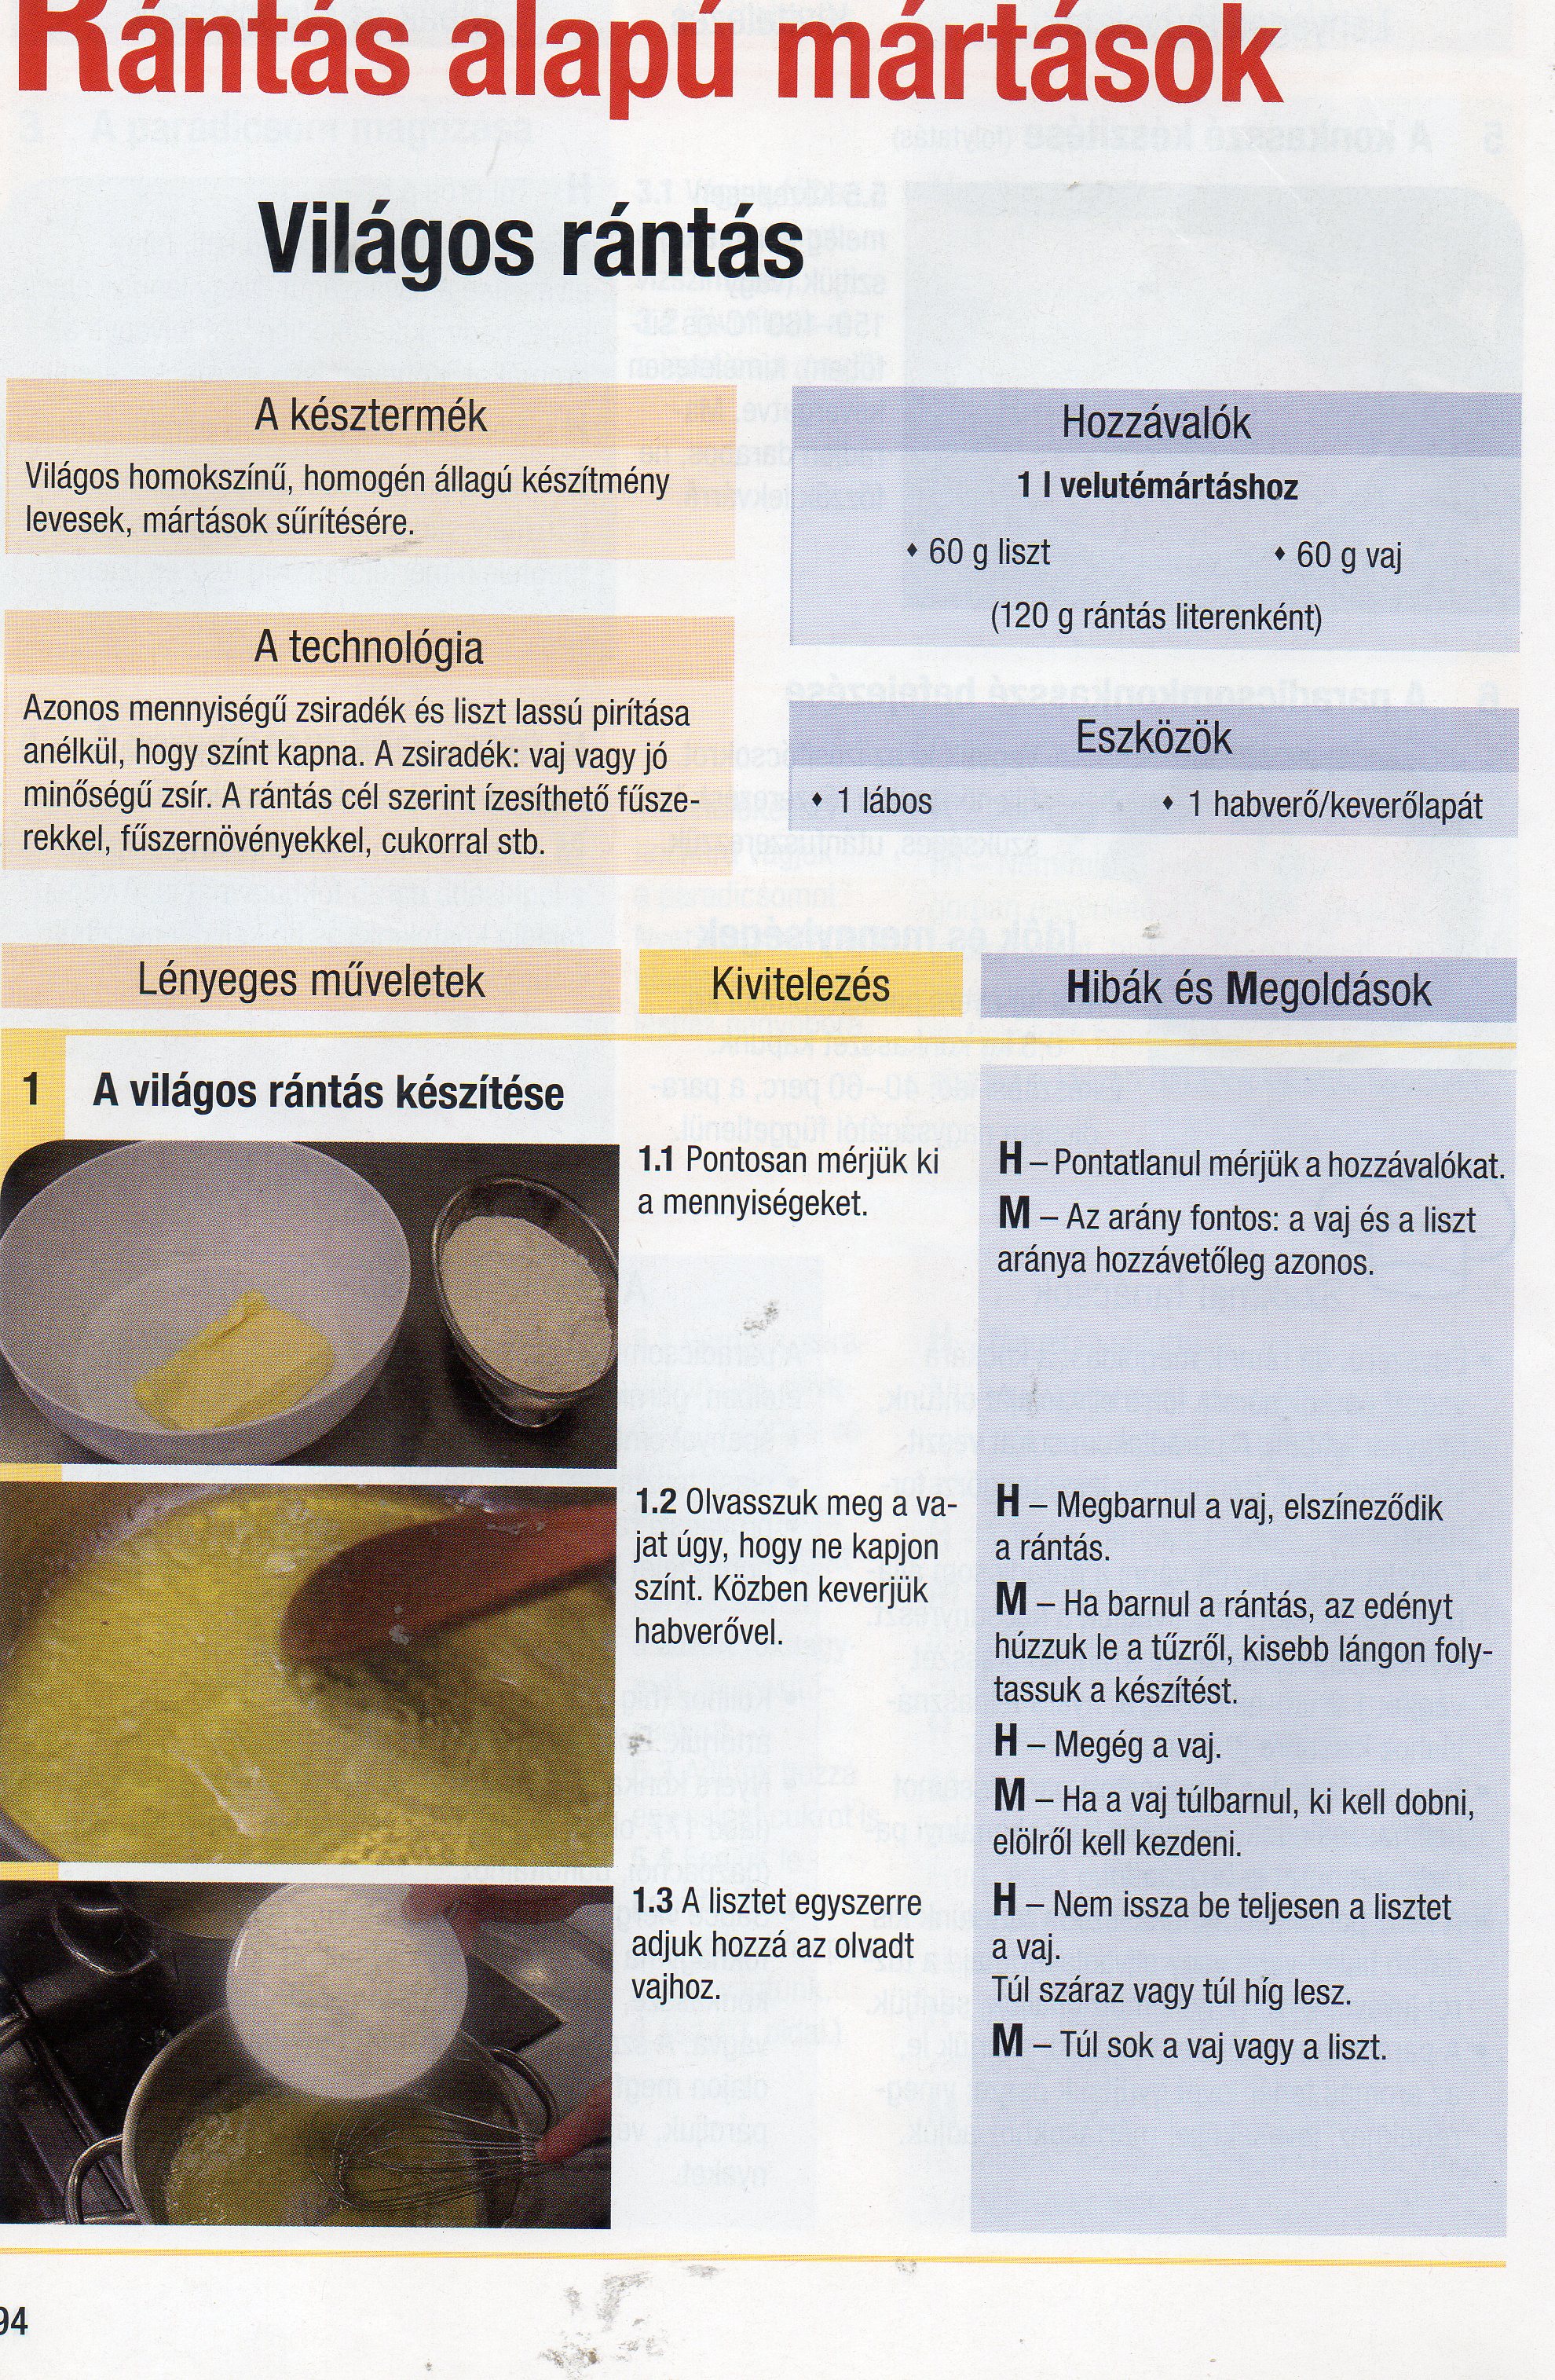 Rántás alapú mártások
Világos rántás
A késztermék
Világos homokszínű, homogén állagú készítmény
levesek, mártások sűrítésére.
A technológia
Azonos mennyiségű zsiradék és liszt lassú pirítása
anélkül, hogy színt kapna. A zsiradék: vaj vagy jó
minőségű zsír. A rántás cél szerint ízesíthető fűsze-
rekkel, fűszernövényekkel, cukorral stb.
Hozzávalók
1 l velutémártáshoz
♦ 60 g liszt ♦ 60 g vaj
(120 g rántás literenként)
Eszközök
♦ 1 lábos ♦ 1 habverő/keverőlapát
Lényeges műveletek
Kivitelezés
Hibák és Megoldások
1 A világos rántás készítése
1.1 Pontosan mérjük ki
a mennyiségeket.
H – Pontatlanul mérjük a hozzávalókat.
M – Az arány fontos: a vaj és a liszt
aránya hozzávetőleg azonos.
1.2 Olvasszuk meg a va-
jat úgy, hogy ne kapjon
színt. Közben keverjük
habverővel.
H – Megbarnul a vaj, elszíneződik
a rántás.
M – Ha barnul a rántás, az edényt
húzzuk le a tűzről, kisebb lángon foly-
tassuk a készítést.
H – Megég a vaj.
M – Ha a vaj túlbarnul, ki kell dobni,
elölről kell kezdeni.
1.3 A lisztet egyszerre
adjuk hozzá az olvadt
vajhoz.
H – Nem issza be teljesen a lisztet
a vaj.
Túl száraz vagy túl híg lesz.
M – Túl sok a vaj vagy a liszt.
94